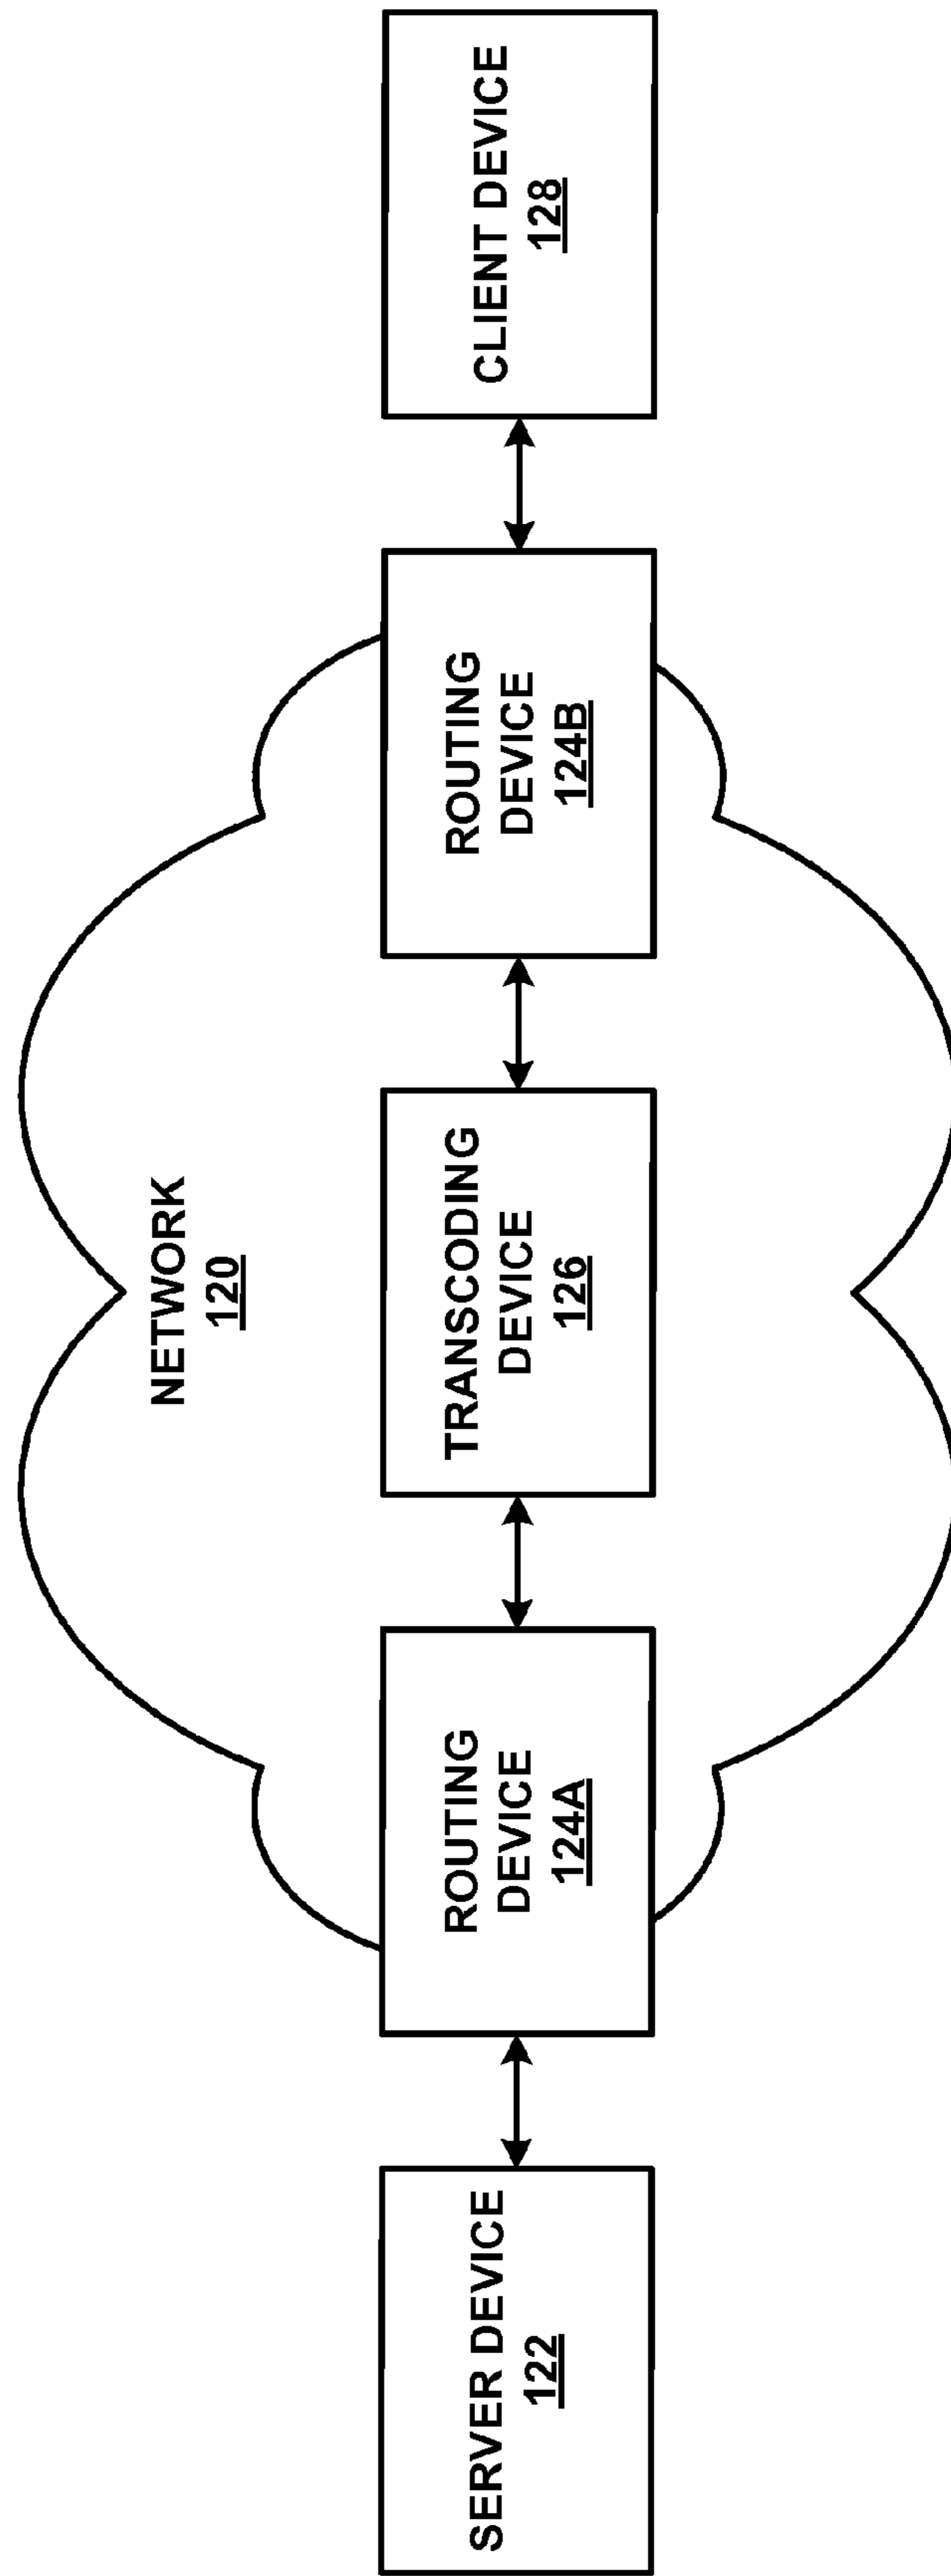 NETWORK
120
SERVER DEVICE
122
ROUTING
DEVICE
124A
TRANSCODING
DEVICE
126
ROUTING
DEVICE
124B
CLIENT DEVICE
128